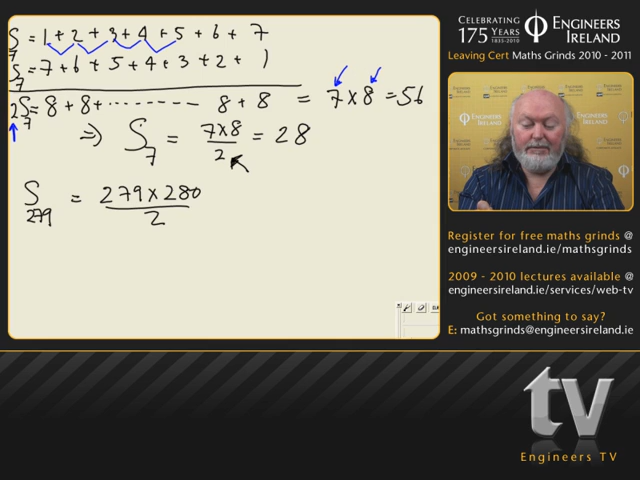 S₇ = 1 + 2 + 3 + 4 + 5 + 6 + 7
S₇ = 7 + 6 + 5 + 4 + 3 + 2 + 1
2S₇ = 8 + 8 + -------- 8 + 8 = 7 x 8 = 56
⇒ S₇ = 7x8/2 = 28
S₂₇₉ = 279 x 280/2
CELEBRATING
175 YEARS
1835-2010
ENGINEERS
IRELAND
Leaving Cert Maths Grinds 2010 - 2011
Register for free maths grinds @
engineersireland.ie/mathsgrinds
2009 - 2010 lectures available @
engineersireland.ie/services/web-tv
Got something to say?
E: mathsgrinds@engineersireland.ie
tv
Engineers TV